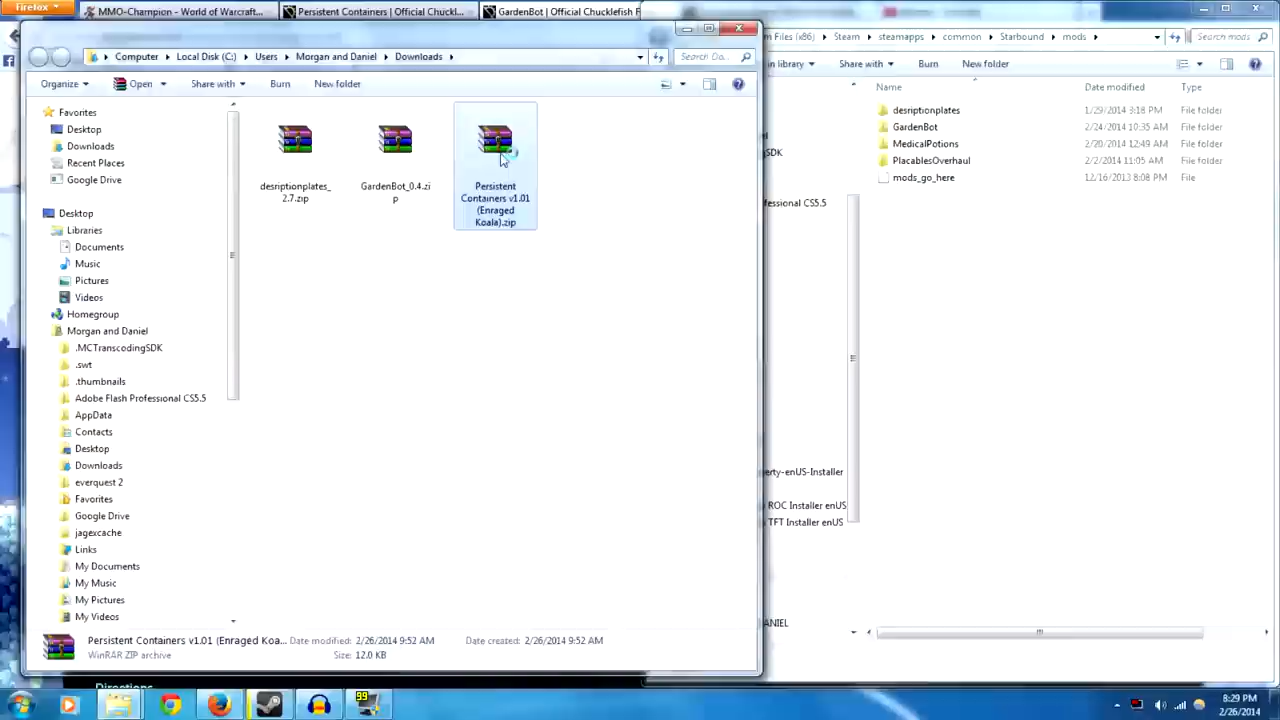 Firefox
MMO-Champion - World of Warcraft...
Persistent Containers | Official Chuckl...
GardenBot | Official Chucklefish F
Computer
Local Disk (C:)
Users
Morgan and Daniel
Downloads
Search Do...
Organize
Open
Share with
Burn
New folder
Favorites
Desktop
Downloads
Recent Places
Google Drive
Desktop
Libraries
Documents
Music
Pictures
Videos
Homegroup
Morgan and Daniel
.MCTranscodingSDK
.swt
.thumbnails
Adobe Flash Professional CS5.5
AppData
Contacts
Desktop
Downloads
everquest 2
Favorites
Google Drive
jagexcache
Links
My Documents
My Music
My Pictures
My Videos
desriptionplates_
2.7.zip
GardenBot_0.4.zi
p
Persistent
Containers v1.01
(Enraged
Koala).zip
Persistent Containers v1.01 (Enraged Koa...
Date modified: 2/26/2014 9:52 AM
Date created: 2/26/2014 9:52 AM
WinRAR ZIP archive
Size: 12.0 KB
m Files (x86)
Steam
steamapps
common
Starbound
mods
Search mods
in library
Share with
Burn
New folder
Name
Date modified
Type
desriptionplates
1/29/2014 3:18 PM
File folder
GardenBot
2/24/2014 10:35 AM
File folder
MedicalPotions
2/20/2014 12:49 AM
File folder
PlacablesOverhaul
2/2/2014 11:05 AM
File folder
mods_go_here
12/16/2013 8:08 PM
File
gSDK
ofessional CS5.5
erty-enUS-Installer
ROC Installer enUS
TFT Installer enUS
ANIEL
Directions
99
8:29 PM
2/26/2014